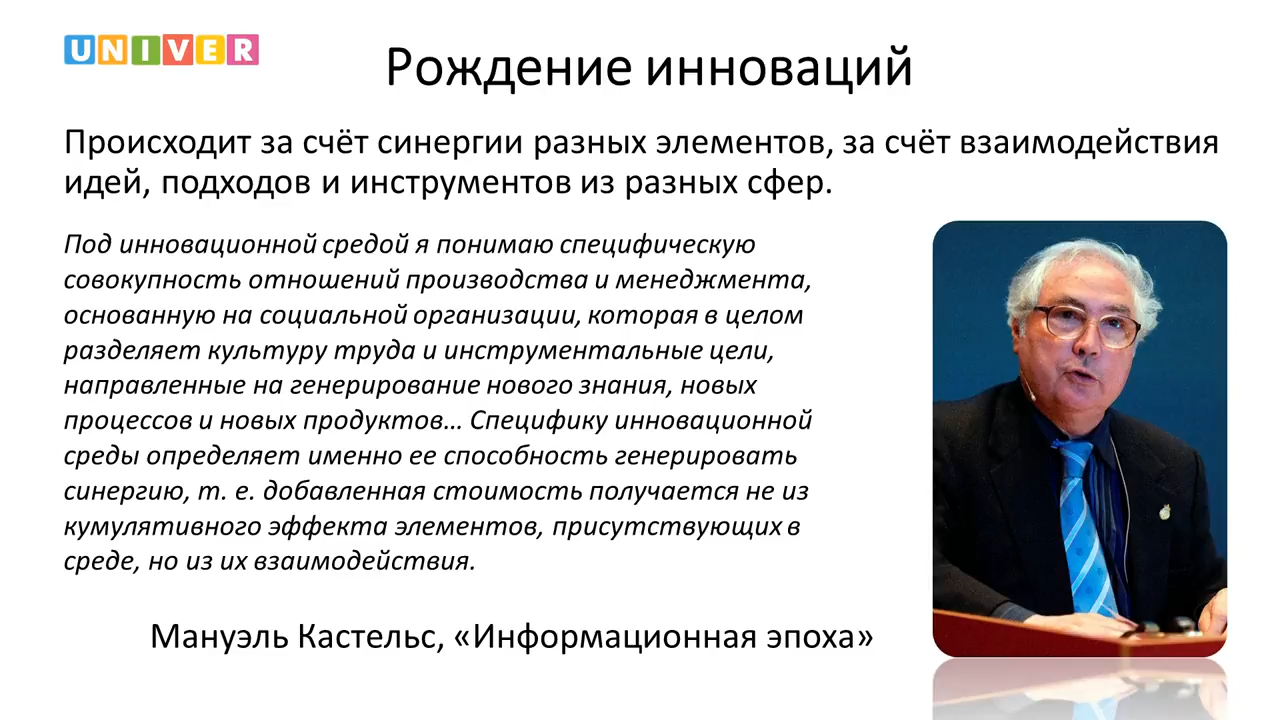 UNIVER
Рождение инноваций
Происходит за счёт синергии разных элементов, за счёт взаимодействия
идей, подходов и инструментов из разных сфер.
Под инновационной средой я понимаю специфическую
совокупность отношений производства и менеджмента,
основанную на социальной организации, которая в целом
разделяет культуру труда и инструментальные цели,
направленные на генерирование нового знания, новых
процессов и новых продуктов… Специфику инновационной
среды определяет именно ее способность генерировать
синергию, т. е. добавленная стоимость получается не из
кумулятивного эффекта элементов, присутствующих в
среде, но из их взаимодействия.
Мануэль Кастельс, «Информационная эпоха»